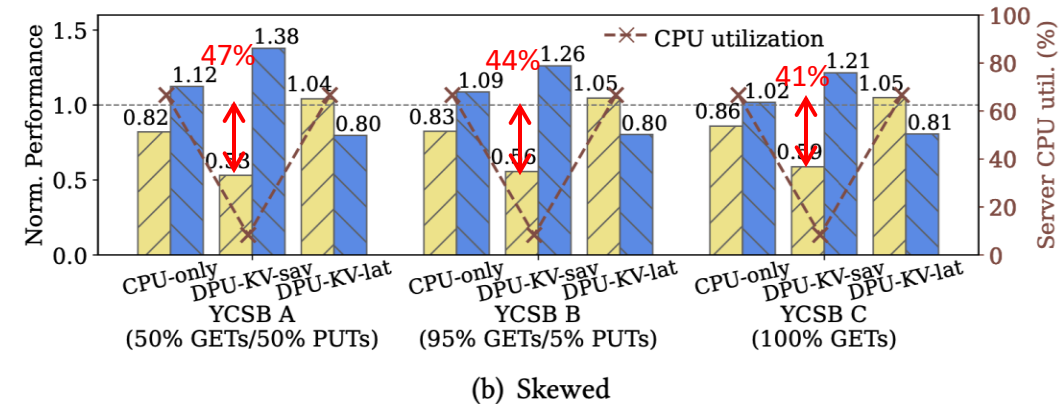 Norm. Performance
1.5
1.0
0.5
0.0
100
80
60
40
20
0
Server CPU util. (%)
CPU utilization
47%
44%
41%
0.82
1.12
0.53
1.38
1.04
0.80
0.83
1.09
0.56
1.26
1.05
0.80
0.86
1.02
0.59
1.21
1.05
0.81
CPU-only
DPU-KV-sav
DPU-KV-lat
CPU-only
DPU-KV-sav
DPU-KV-lat
CPU-only
DPU-KV-sav
DPU-KV-lat
YCSB A
(50% GETs/50% PUTs)
YCSB B
(95% GETs/5% PUTs)
YCSB C
(100% GETs)
(b) Skewed